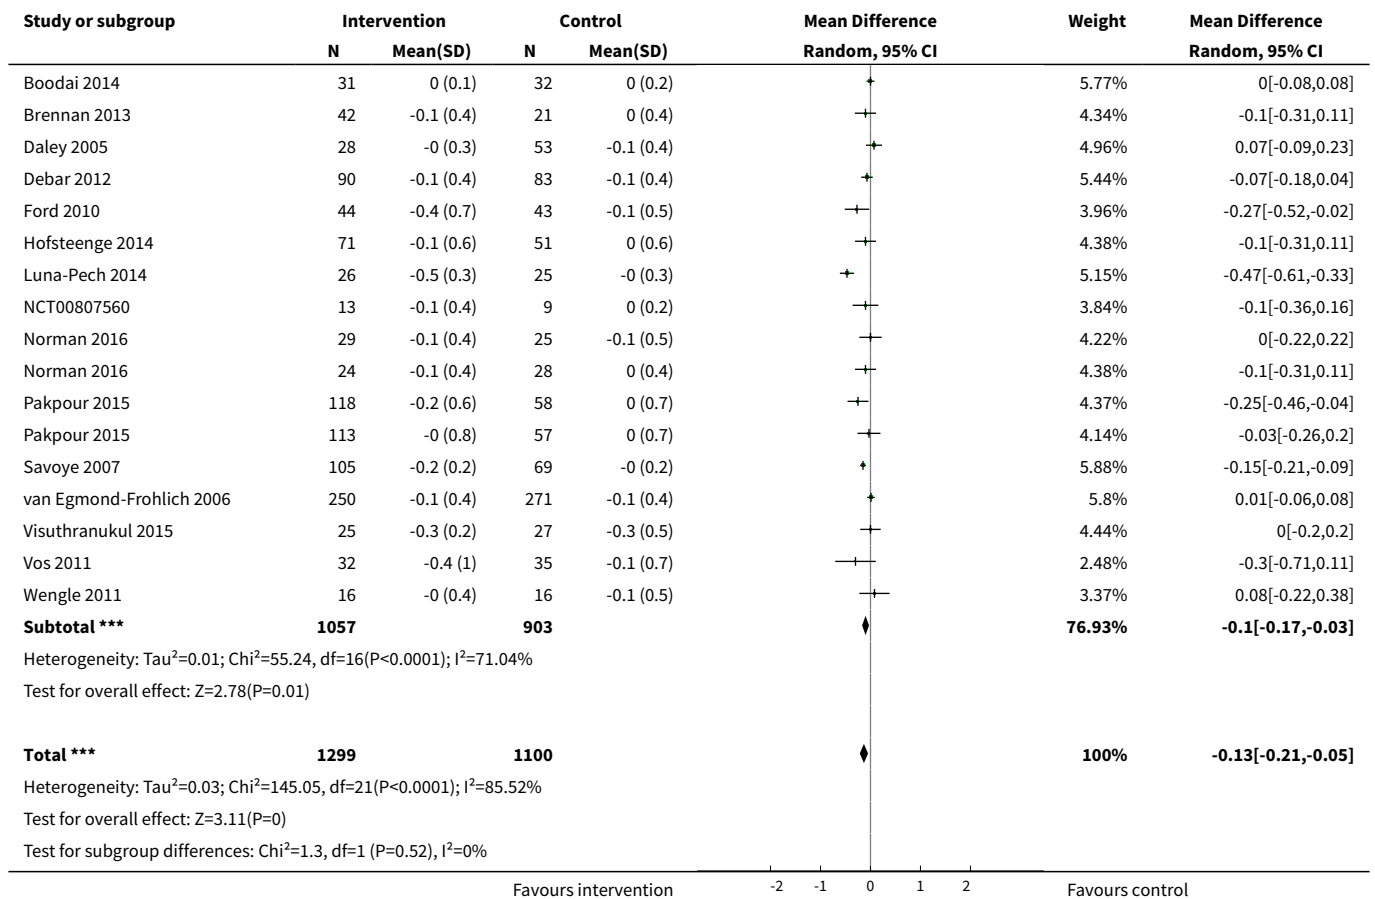 Study or subgroup Intervention Control Mean Difference Weight Mean Difference
N Mean(SD) N Mean(SD) Random, 95% CI Random, 95% CI
Boodai 2014 31 0 (0.1) 32 0 (0.2) 5.77% 0[-0.08,0.08]
Brennan 2013 42 -0.1 (0.4) 21 0 (0.4) 4.34% -0.1[-0.31,0.11]
Daley 2005 28 -0 (0.3) 53 -0.1 (0.4) 4.96% 0.07[-0.09,0.23]
Debar 2012 90 -0.1 (0.4) 83 -0.1 (0.4) 5.44% -0.07[-0.18,0.04]
Ford 2010 44 -0.4 (0.7) 43 -0.1 (0.5) 3.96% -0.27[-0.52,-0.02]
Hofsteenge 2014 71 -0.1 (0.6) 51 0 (0.6) 4.38% -0.1[-0.31,0.11]
Luna-Pech 2014 26 -0.5 (0.3) 25 -0 (0.3) 5.15% -0.47[-0.61,-0.33]
NCT00807560 13 -0.1 (0.4) 9 0 (0.2) 3.84% -0.1[-0.36,0.16]
Norman 2016 29 -0.1 (0.4) 25 -0.1 (0.5) 4.22% 0[-0.22,0.22]
Norman 2016 24 -0.1 (0.4) 28 0 (0.4) 4.38% -0.1[-0.31,0.11]
Pakpour 2015 118 -0.2 (0.6) 58 0 (0.7) 4.37% -0.25[-0.46,-0.04]
Pakpour 2015 113 -0 (0.8) 57 0 (0.7) 4.14% -0.03[-0.26,0.2]
Savoye 2007 105 -0.2 (0.2) 69 -0 (0.2) 5.88% -0.15[-0.21,-0.09]
van Egmond-Frohlich 2006 250 -0.1 (0.4) 271 -0.1 (0.4) 5.8% 0.01[-0.06,0.08]
Visuthranukul 2015 25 -0.3 (0.2) 27 -0.3 (0.5) 4.44% 0[-0.2,0.2]
Vos 2011 32 -0.4 (1) 35 -0.1 (0.7) 2.48% -0.3[-0.71,0.11]
Wengle 2011 16 -0 (0.4) 16 -0.1 (0.5) 3.37% 0.08[-0.22,0.38]
Subtotal *** 1057 903 76.93% -0.1[-0.17,-0.03]
Heterogeneity: Tau²=0.01; Chi²=55.24, df=16(P<0.0001); I²=71.04%
Test for overall effect: Z=2.78(P=0.01)
Total *** 1299 1100 100% -0.13[-0.21,-0.05]
Heterogeneity: Tau²=0.03; Chi²=145.05, df=21(P<0.0001); I²=85.52%
Test for overall effect: Z=3.11(P=0)
Test for subgroup differences: Chi²=1.3, df=1 (P=0.52), I²=0%
Favours intervention -2 -1 0 1 2 Favours control